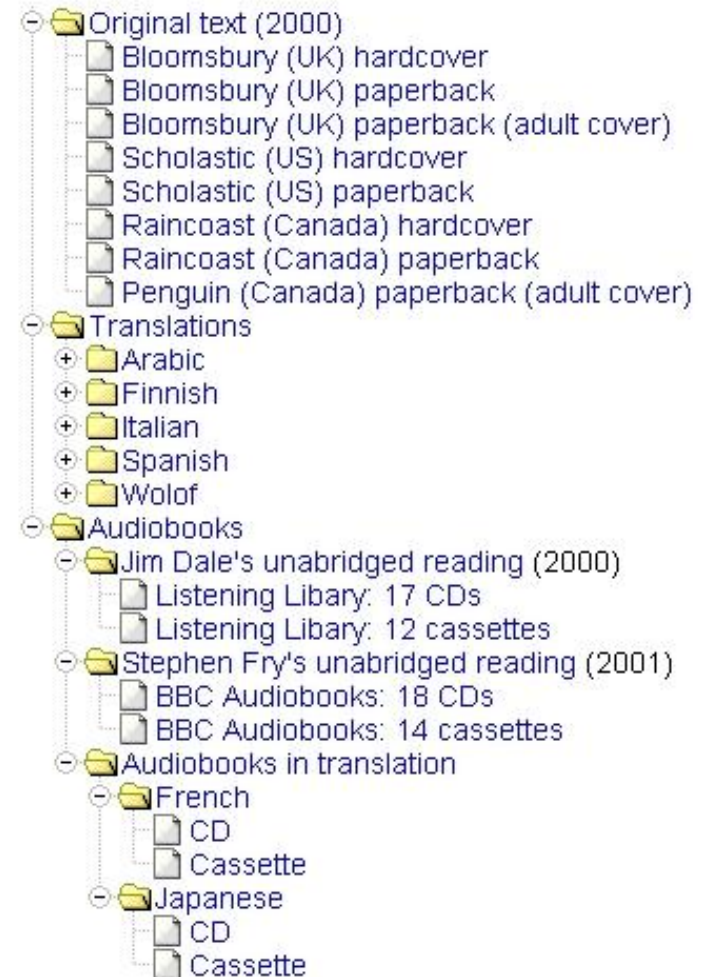 Original text (2000)
Bloomsbury (UK) hardcover
Bloomsbury (UK) paperback
Bloomsbury (UK) paperback (adult cover)
Scholastic (US) hardcover
Scholastic (US) paperback
Raincoast (Canada) hardcover
Raincoast (Canada) paperback
Penguin (Canada) paperback (adult cover)
Translations
Arabic
Finnish
Italian
Spanish
Wolof
Audiobooks
Jim Dale's unabridged reading (2000)
Listening Libary: 17 CDs
Listening Libary: 12 cassettes
Stephen Fry's unabridged reading (2001)
BBC Audiobooks: 18 CDs
BBC Audiobooks: 14 cassettes
Audiobooks in translation
French
CD
Cassette
Japanese
CD
Cassette